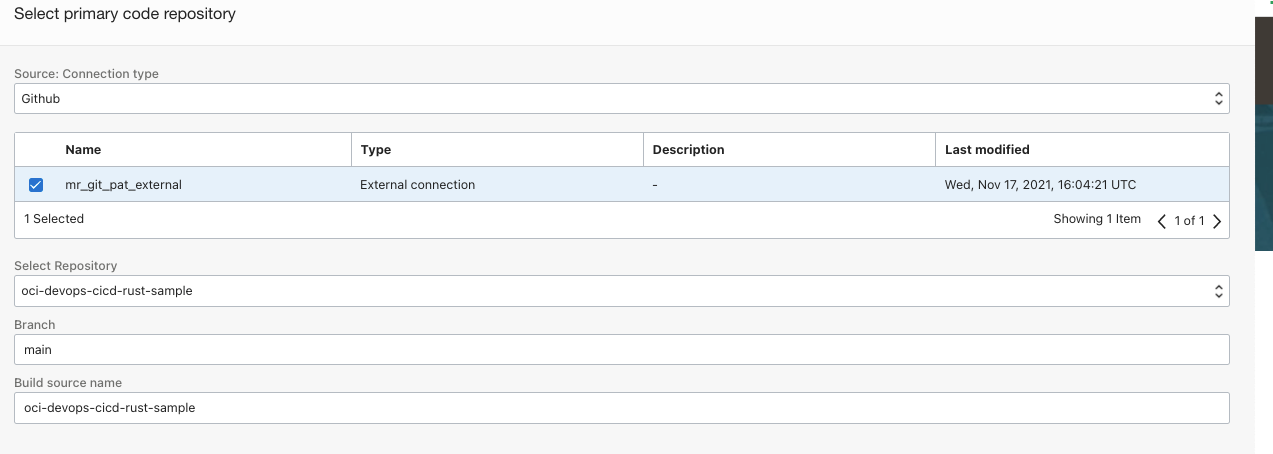 Select primary code repository
Source: Connection type
Github
Name Type Description Last modified
mr_git_pat_external External connection - Wed, Nov 17, 2021, 16:04:21 UTC
1 Selected Showing 1 Item 1 of 1
Select Repository
oci-devops-cicd-rust-sample
Branch
main
Build source name
oci-devops-cicd-rust-sample